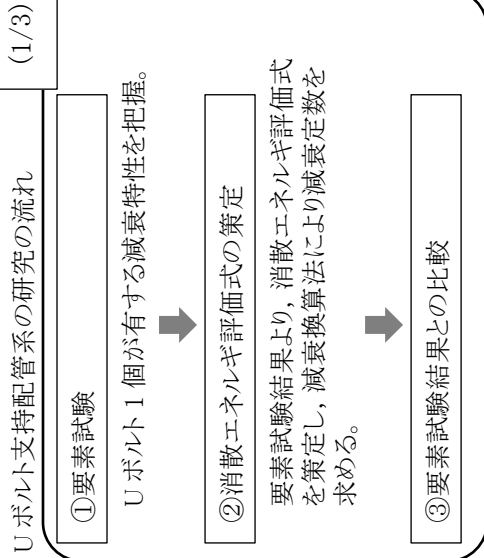 Uボルト支持配管系の研究の流れ
(1/3)
①要素試験
Uボルト1個が有する減衰特性を把握。
②消散エネルギ評価式の策定
要素試験結果より，消散エネルギ評価式
を策定し，減衰換算法により減衰定数を
求める。
③要素試験結果との比較